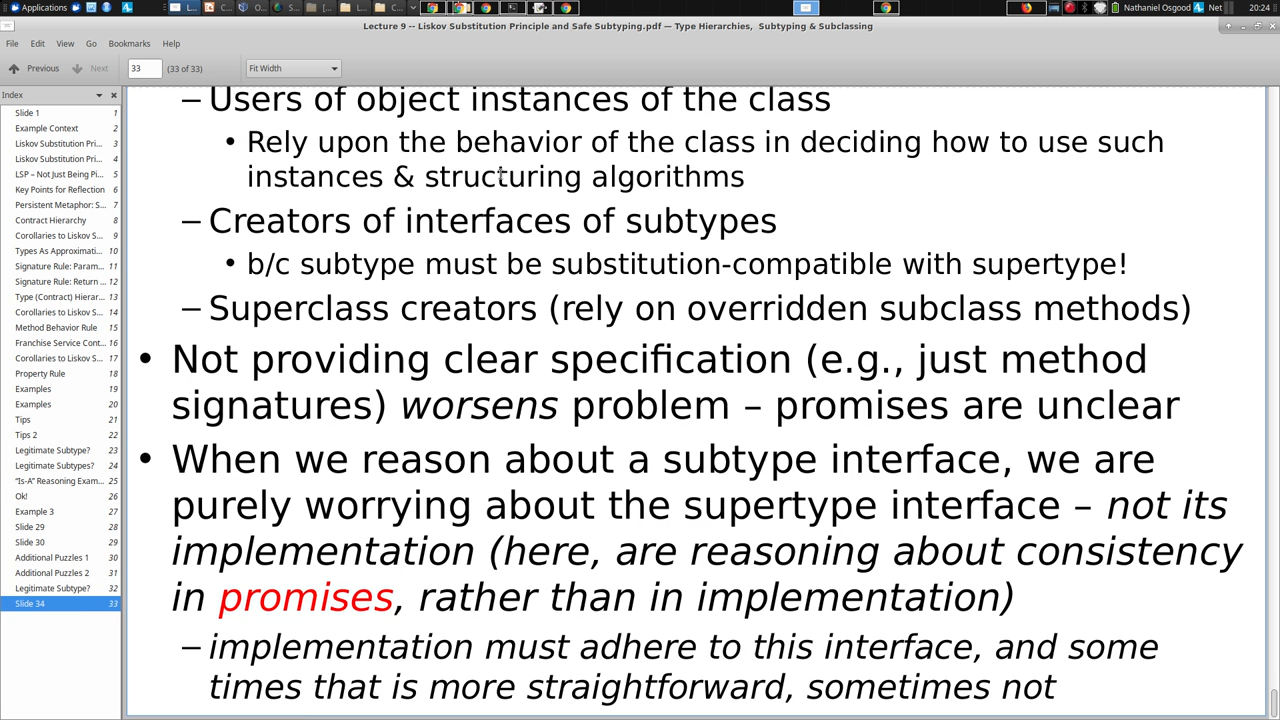 Applications
L...
C...
L...
S...
[...
L...
C...
Nathaniel Osgood
Net
20:24
Lecture 9 -- Liskov Substitution Principle and Safe Subtyping.pdf — Type Hierarchies, Subtyping & Subclassing
File Edit View Go Bookmarks Help
Previous Next 33 (33 of 33) Fit Width
Index
Slide 1 1
Example Context 2
Liskov Substitution Pri... 3
Liskov Substitution Pri... 4
LSP – Not Just Being Pi... 5
Key Points for Reflection 6
Persistent Metaphor: S... 7
Contract Hierarchy 8
Corollaries to Liskov S... 9
Types As Approximati... 10
Signature Rule: Param... 11
Signature Rule: Return ... 12
Type (Contract) Hierar... 13
Corollaries to Liskov S... 14
Method Behavior Rule 15
Franchise Service Cont... 16
Corollaries to Liskov S... 17
Property Rule 18
Examples 19
Examples 20
Tips 21
Tips 2 22
Legitimate Subtype? 23
Legitimate Subtypes? 24
“Is-A” Reasoning Exam... 25
Ok! 26
Example 3 27
Slide 29 28
Slide 30 29
Additional Puzzles 1 30
Additional Puzzles 2 31
Legitimate Subtype? 32
Slide 34 33
– Users of object instances of the class
• Rely upon the behavior of the class in deciding how to use such
instances & structuring algorithms
– Creators of interfaces of subtypes
• b/c subtype must be substitution-compatible with supertype!
– Superclass creators (rely on overridden subclass methods)
• Not providing clear specification (e.g., just method
signatures) worsens problem – promises are unclear
• When we reason about a subtype interface, we are
purely worrying about the supertype interface – not its
implementation (here, are reasoning about consistency
in promises, rather than in implementation)
– implementation must adhere to this interface, and some
times that is more straightforward, sometimes not